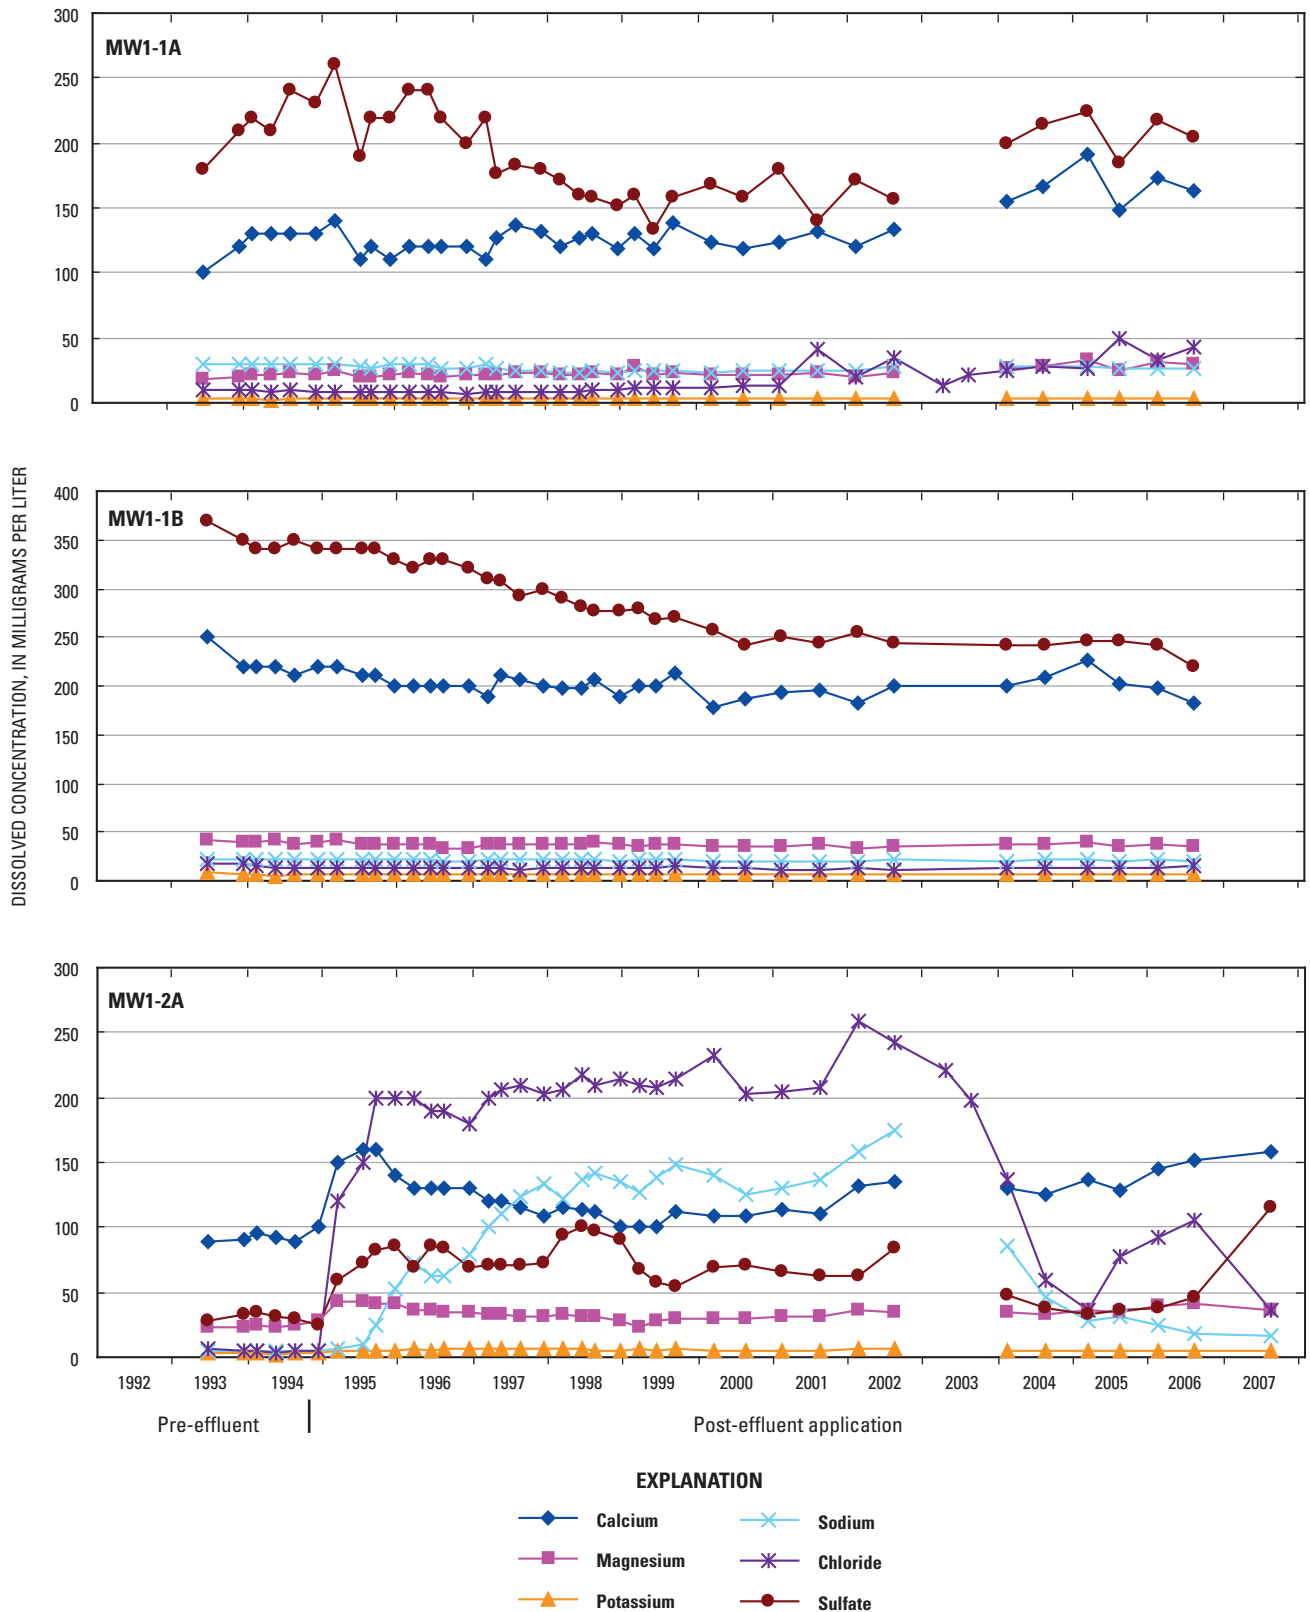 DISSOLVED CONCENTRATION, IN MILLIGRAMS PER LITER
MW1-1A
300
250
200
150
100
50
0
MW1-1B
400
350
300
250
200
150
100
50
0
MW1-2A
300
250
200
150
100
50
0
1992 1993 1994 1995 1996 1997 1998 1999 2000 2001 2002 2003 2004 2005 2006 2007
Pre-effluent Post-effluent application
EXPLANATION
Calcium Sodium
Magnesium Chloride
Potassium Sulfate